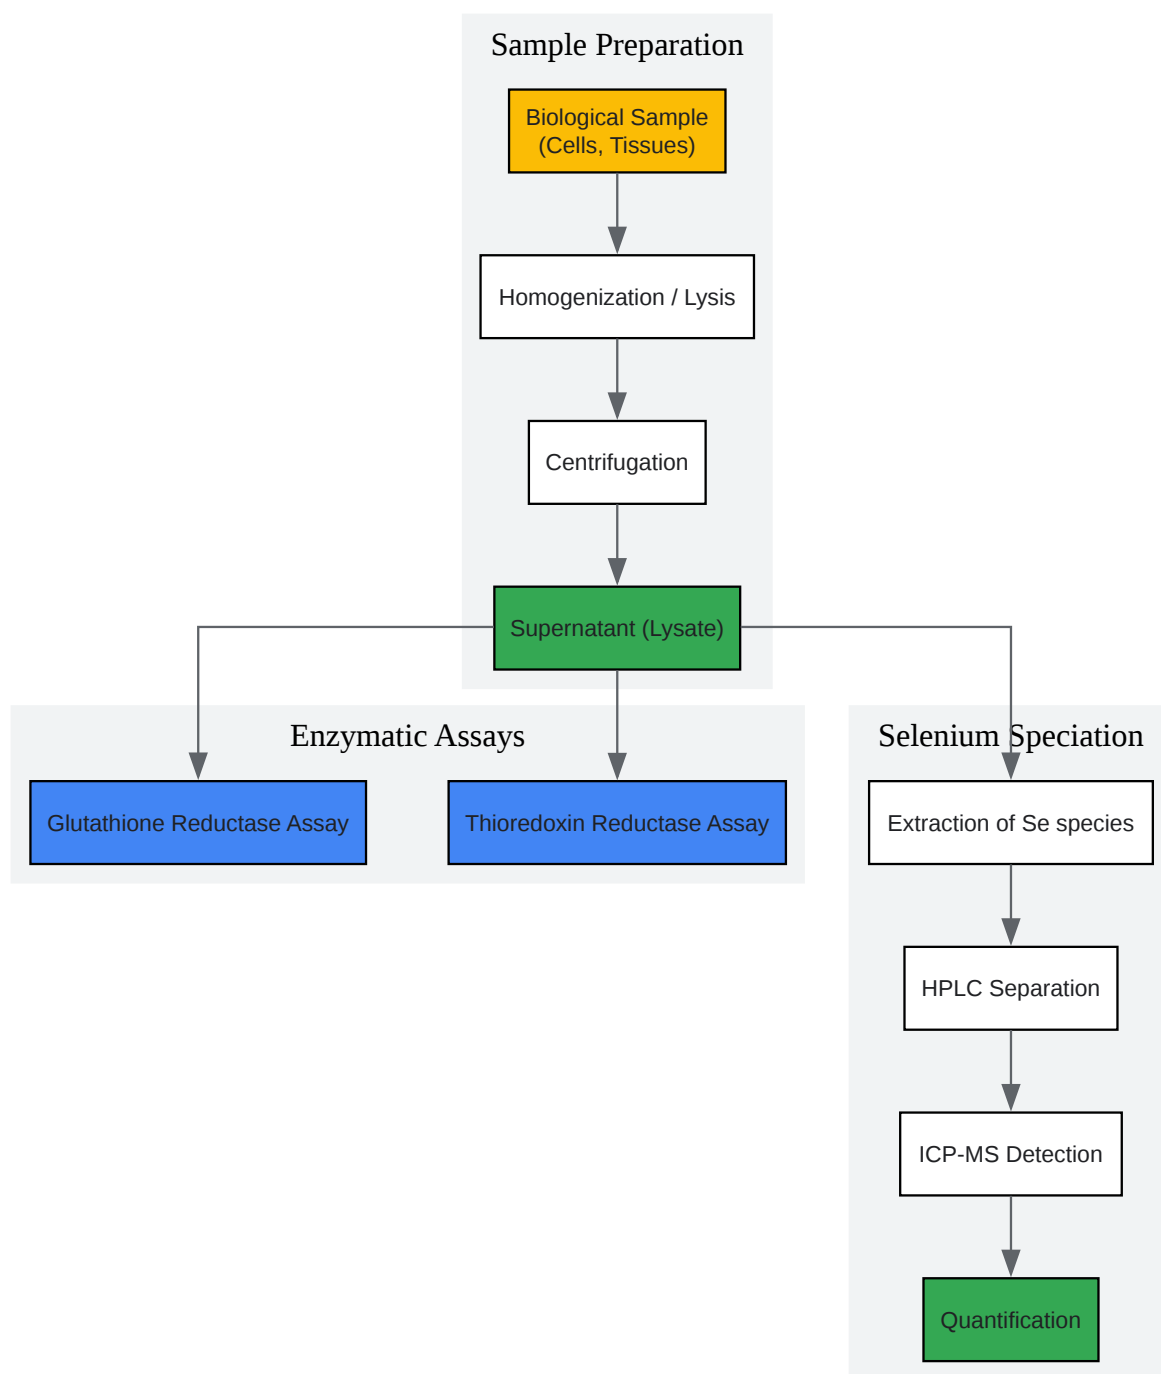 Sample Preparation
Biological Sample
(Cells, Tissues)
Homogenization / Lysis
Centrifugation
Supernatant (Lysate)
Enzymatic Assays
Glutathione Reductase Assay
Thioredoxin Reductase Assay
Selenium Speciation
Extraction of Se species
HPLC Separation
ICP-MS Detection
Quantification